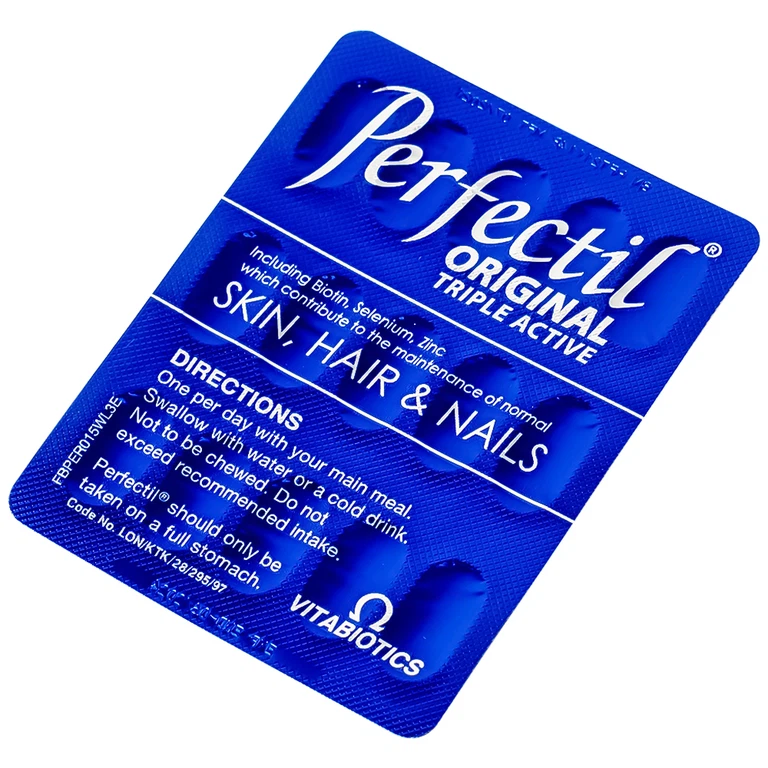 Perfectil®
ORIGINAL
TRIPLE ACTIVE
Including Biotin, Selenium, Zinc
which contribute to the maintenance of normal
SKIN, HAIR & NAILS
DIRECTIONS
One per day with your main meal.
Swallow with water or a cold drink.
Not to be chewed. Do not
exceed recommended intake.
Perfectil® should only be
taken on a full stomach.
Code No. LON/KTK/28/295/97
FBPER015WL3E
Ω
VITABIOTICS